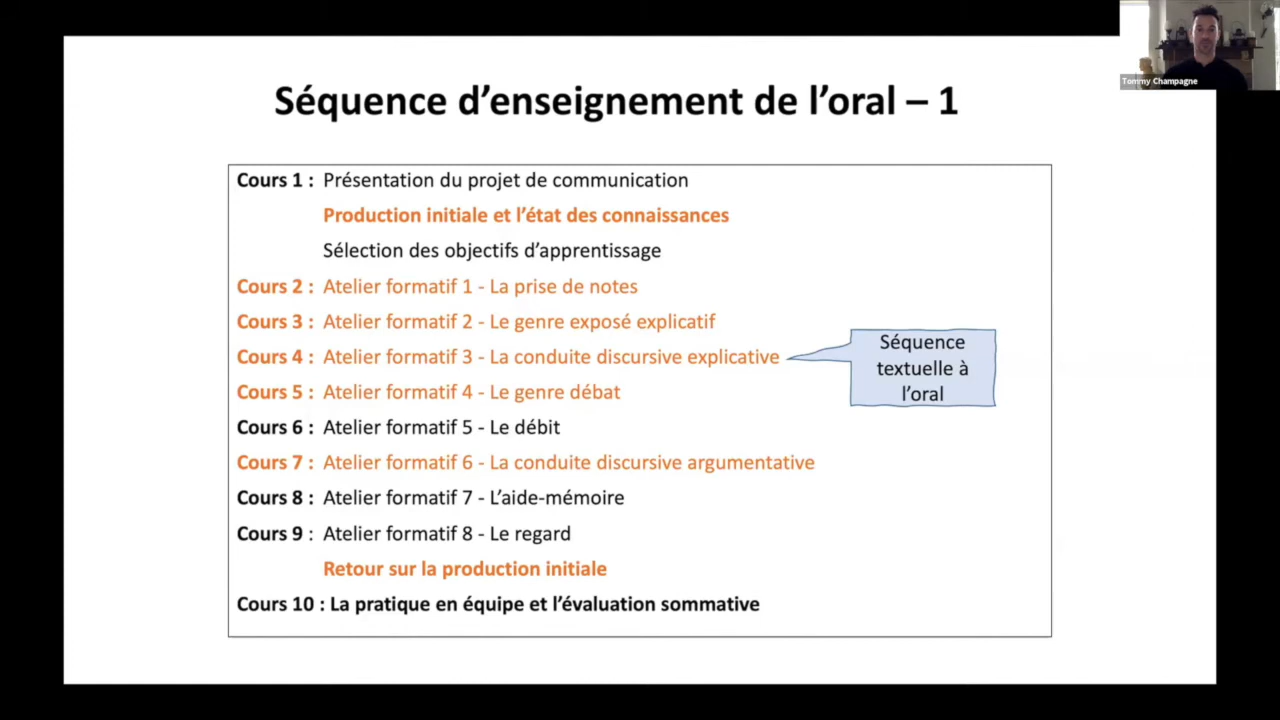 Tommy Champagne
Séquence d’enseignement de l’oral – 1
Cours 1 : Présentation du projet de communication
Production initiale et l’état des connaissances
Sélection des objectifs d’apprentissage
Cours 2 : Atelier formatif 1 - La prise de notes
Cours 3 : Atelier formatif 2 - Le genre exposé explicatif
Cours 4 : Atelier formatif 3 - La conduite discursive explicative
Séquence
textuelle à
l’oral
Cours 5 : Atelier formatif 4 - Le genre débat
Cours 6 : Atelier formatif 5 - Le débit
Cours 7 : Atelier formatif 6 - La conduite discursive argumentative
Cours 8 : Atelier formatif 7 - L’aide-mémoire
Cours 9 : Atelier formatif 8 - Le regard
Retour sur la production initiale
Cours 10 : La pratique en équipe et l’évaluation sommative